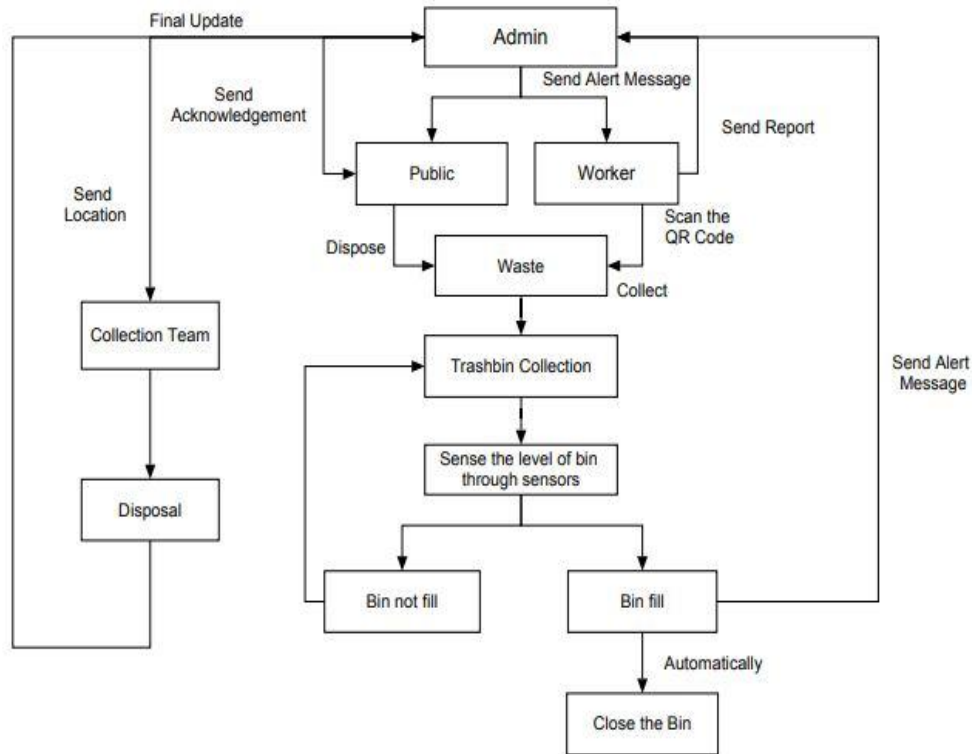 Final Update
Admin
Send Alert Message
Send
Acknowledgement
Send Report
Public
Worker
Send
Location
Scan the
QR Code
Dispose
Waste
Collect
Collection Team
Trashbin Collection
Send Alert
Message
Sense the level of bin
through sensors
Disposal
Bin not fill
Bin fill
Automatically
Close the Bin